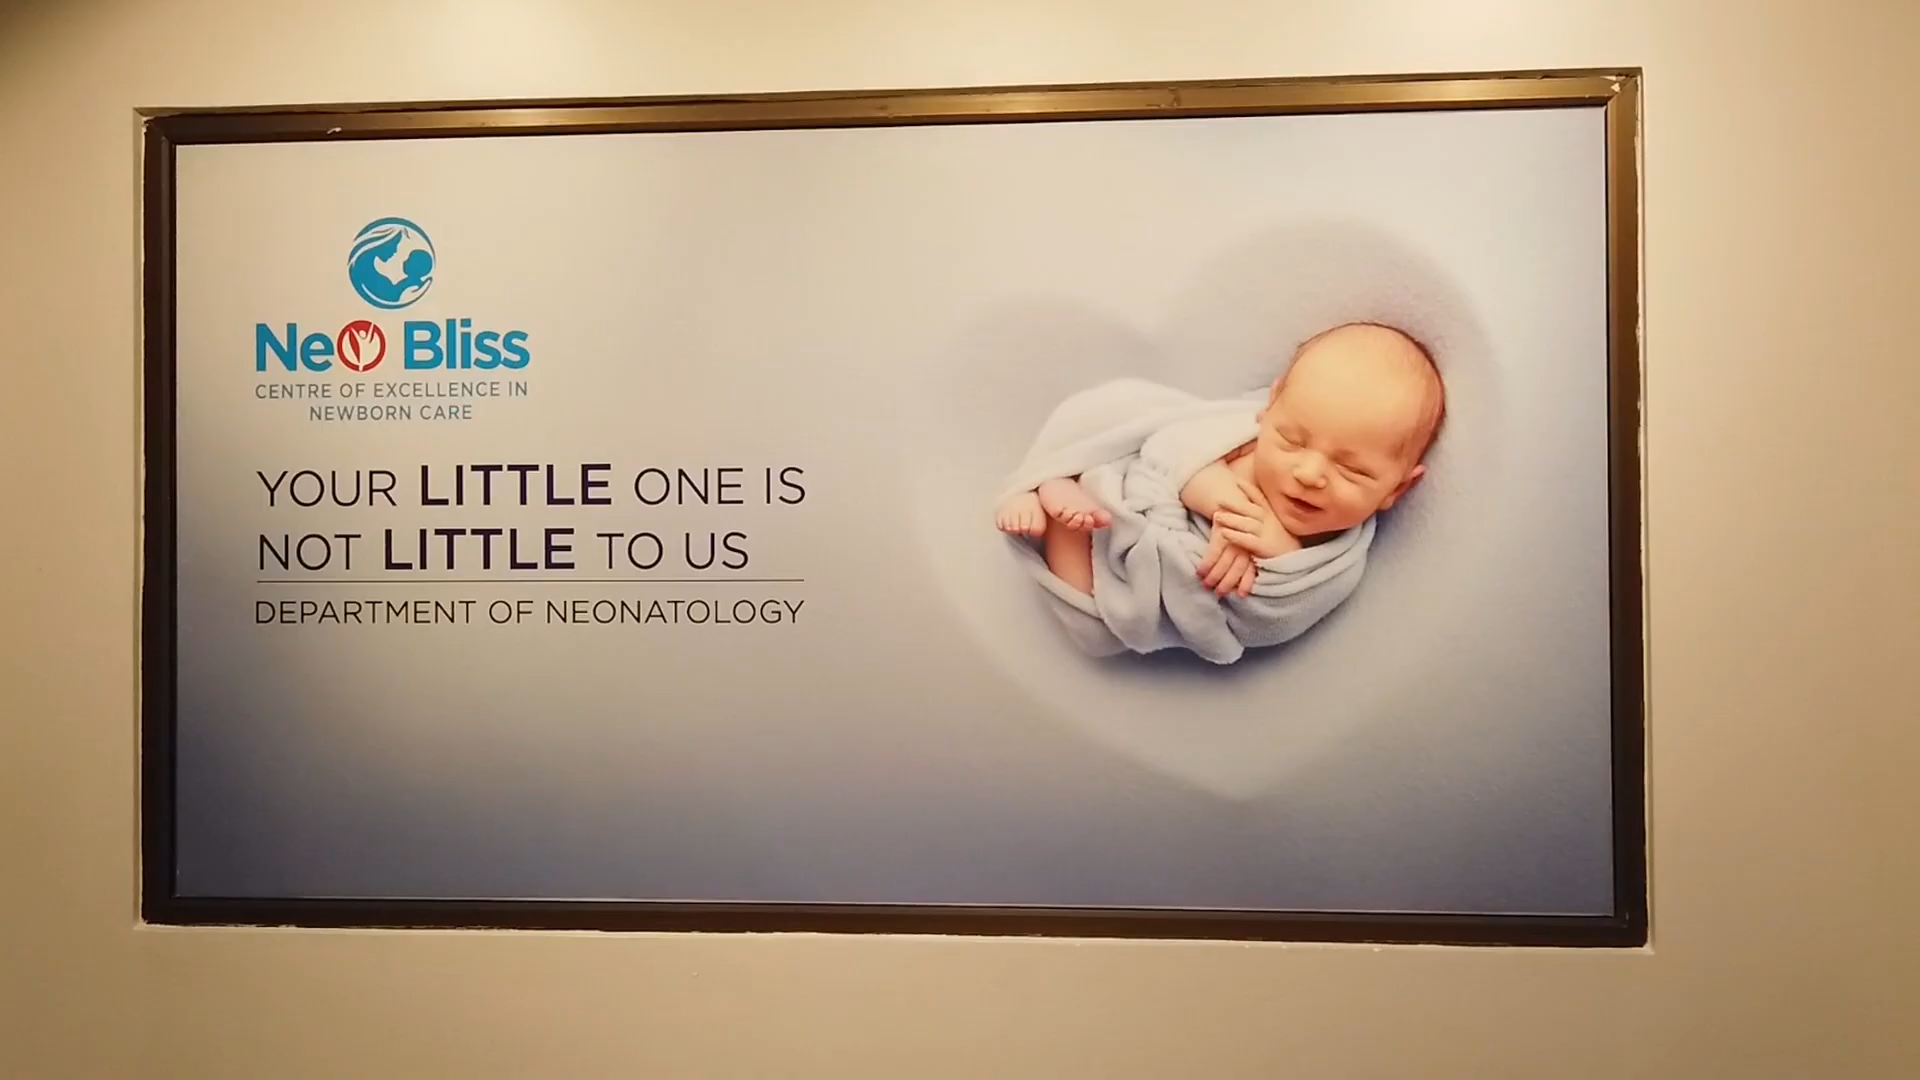 Neo Bliss
CENTRE OF EXCELLENCE IN
NEWBORN CARE
YOUR LITTLE ONE IS
NOT LITTLE TO US
DEPARTMENT OF NEONATOLOGY